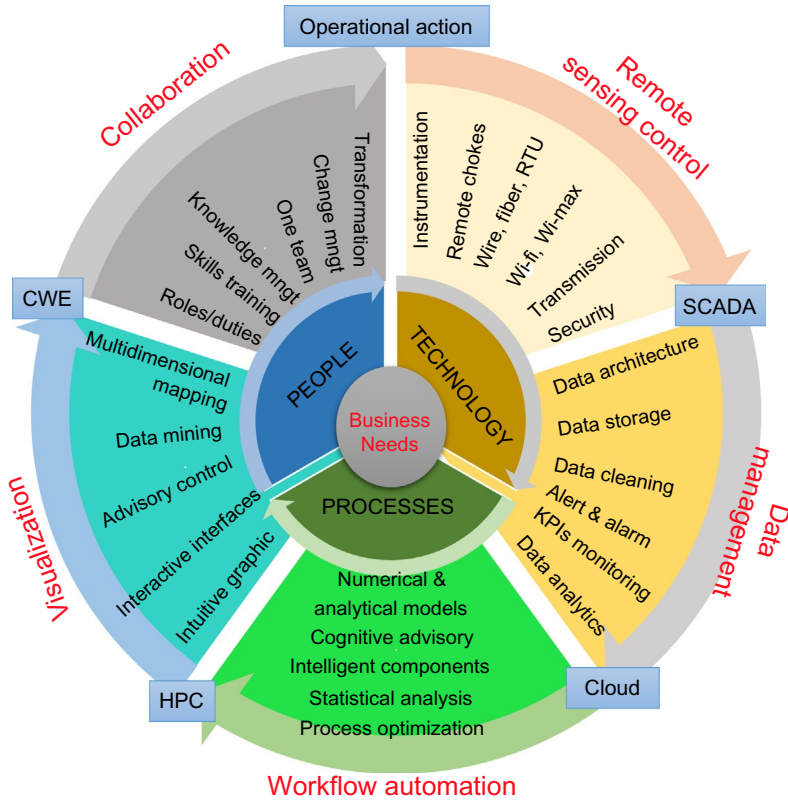 Operational action
Remote
sensing control
Instrumentation
Remote chokes
Wire, fiber, RTU
Wi-fi, Wi-max
Transmission
Security
SCADA
Data architecture
Data storage
Data cleaning
Alert & alarm
KPIs monitoring
Data analytics
Data
management
Cloud
Numerical &
analytical models
Cognitive advisory
Intelligent components
Statistical analysis
Process optimization
Workflow automation
HPC
Intuitive graphic
Interactive interfaces
Advisory control
Data mining
Multidimensional
mapping
Visualization
CWE
Roles/duties
Skills training
Knowledge mngt
One team
Change mngt
Transformation
Collaboration
PEOPLE
TECHNOLOGY
PROCESSES
Business
Needs